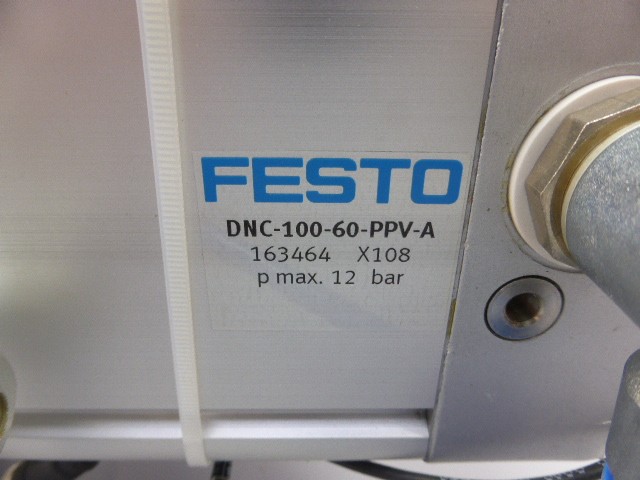 FESTO
DNC-100-60-PPV-A
163464 X108
p max. 12 bar